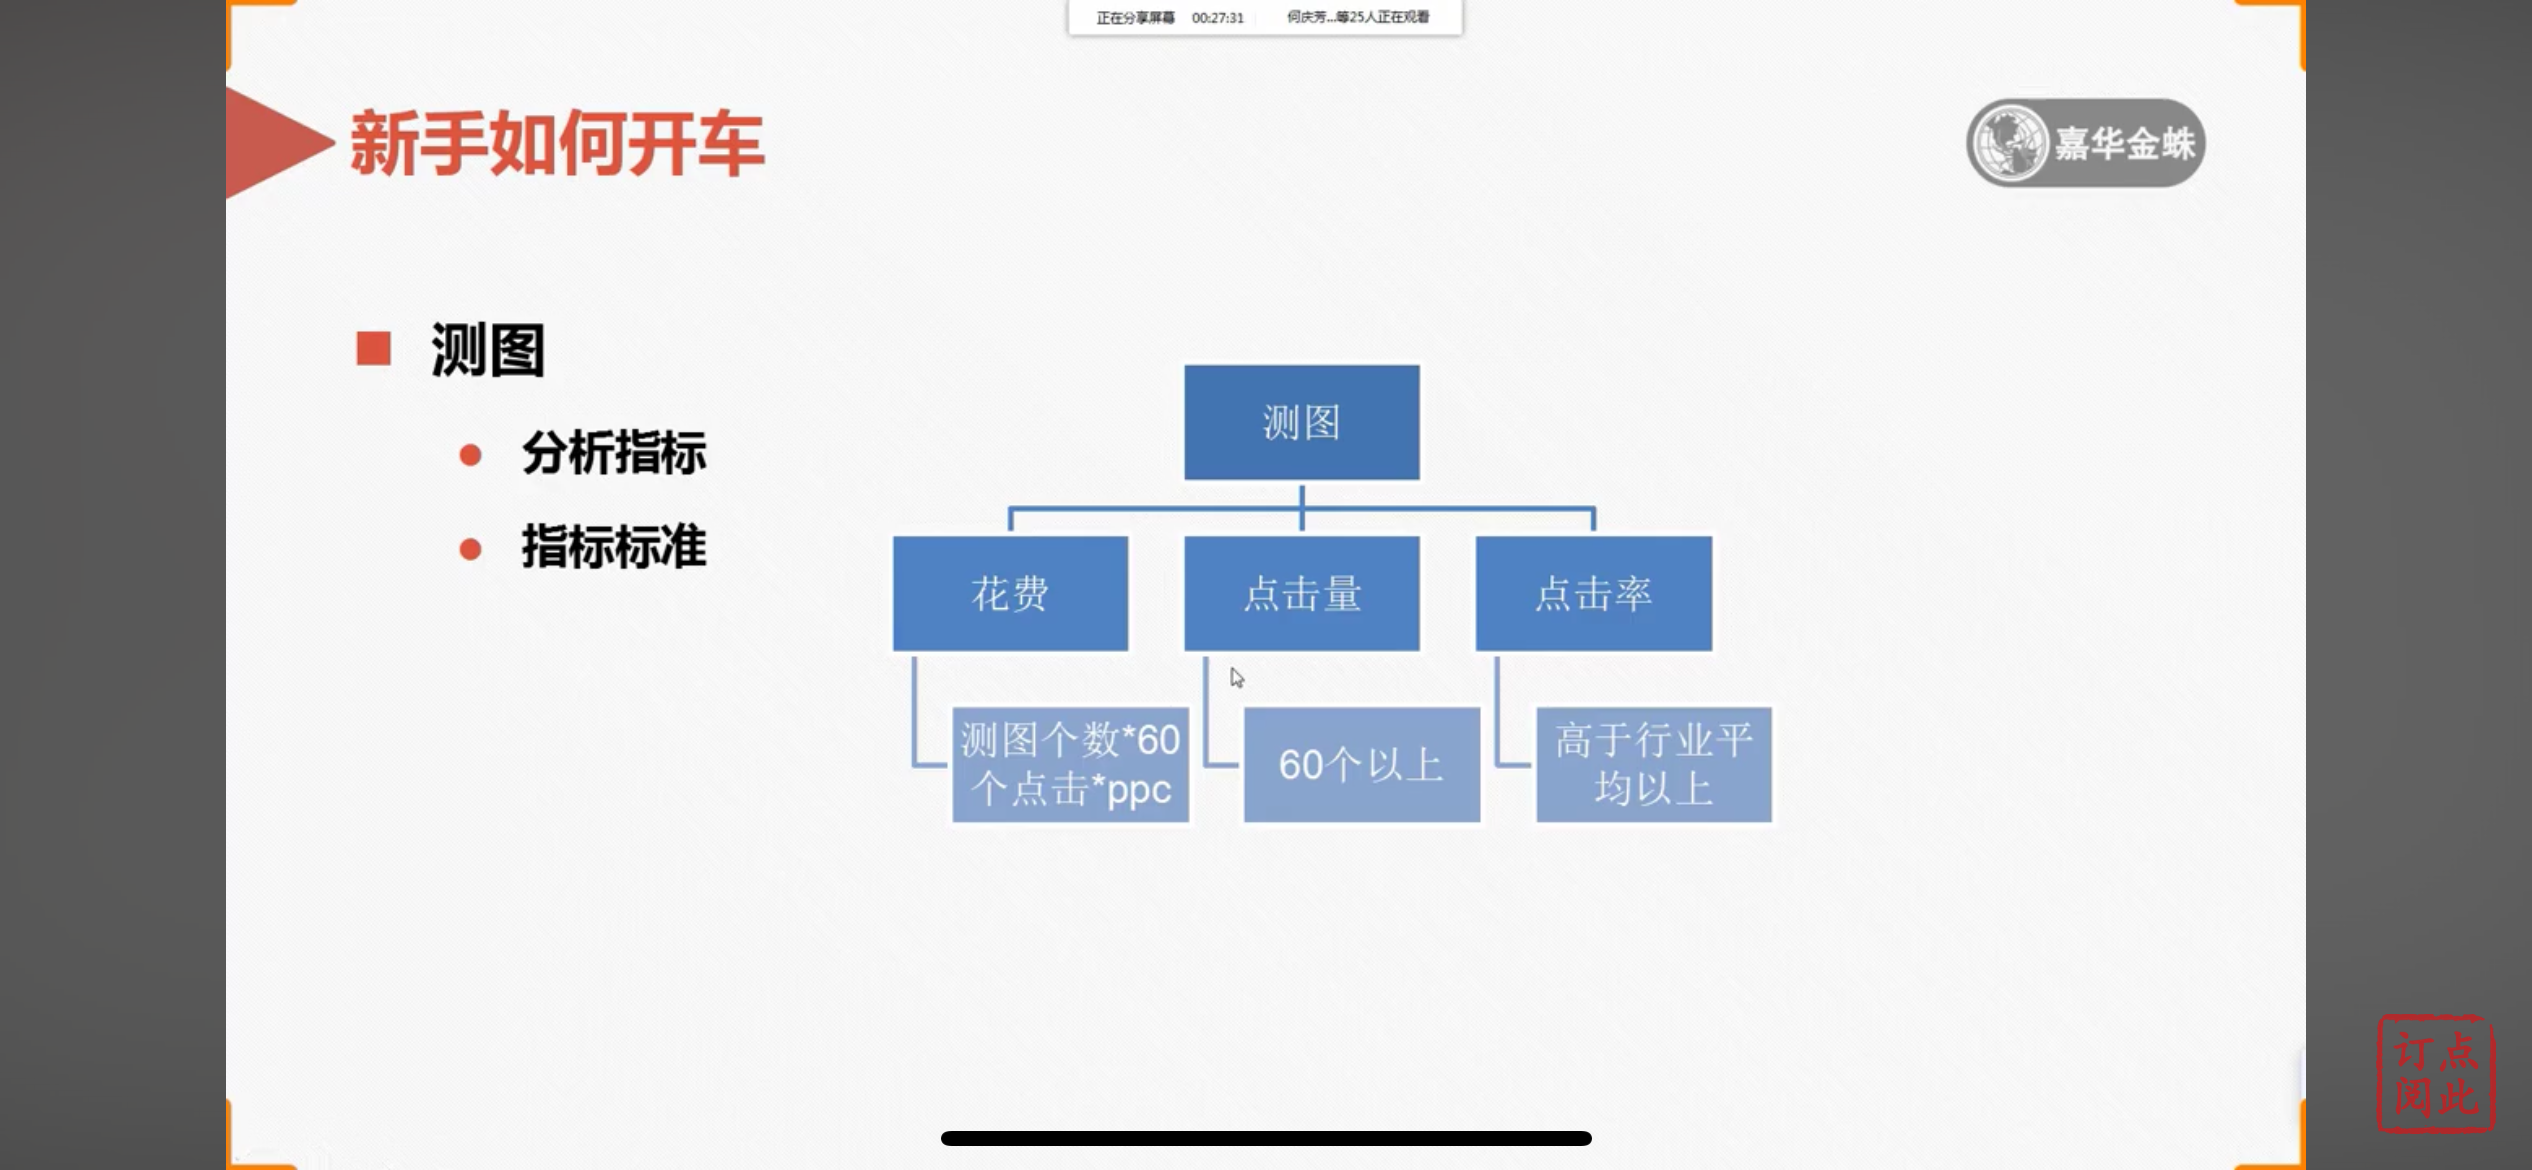 正在分享屏幕 00:27:31 何庆芳...等25人正在观看
新手如何开车
嘉华金蛛
测图
分析指标
指标标准
测图
花费
点击量
点击率
测图个数*60
个点击*ppc
60个以上
高于行业平
均以上
点此
订阅